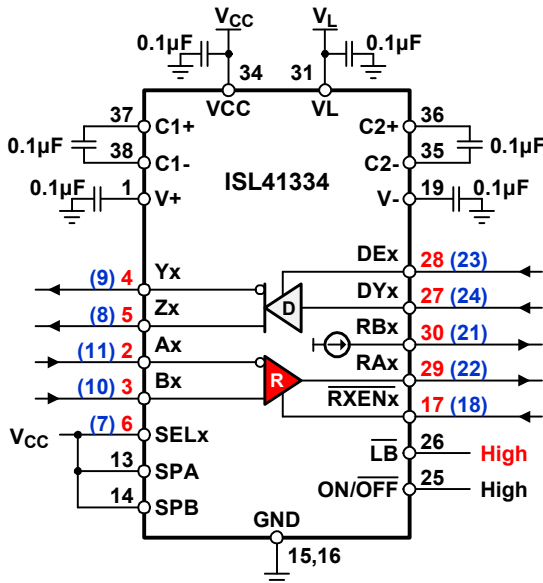 VCC VL
0.1µF 0.1µF
34 31
VCC VL
37 C1+ C2+ 36
0.1µF 0.1µF
38 C1- C2- 35
ISL41334
0.1µF 1 V+ V- 19 0.1µF
DEx 28 (23)
(9) 4 Yx
D
DYx 27 (24)
(8) 5 Zx
RBx 30 (21)
(11) 2 Ax
R
RAx 29 (22)
(10) 3 Bx
RXENx 17 (18)
VCC (7) 6 SELx
LB 26 High
13 SPA
ON/OFF 25 High
14 SPB
GND
15,16